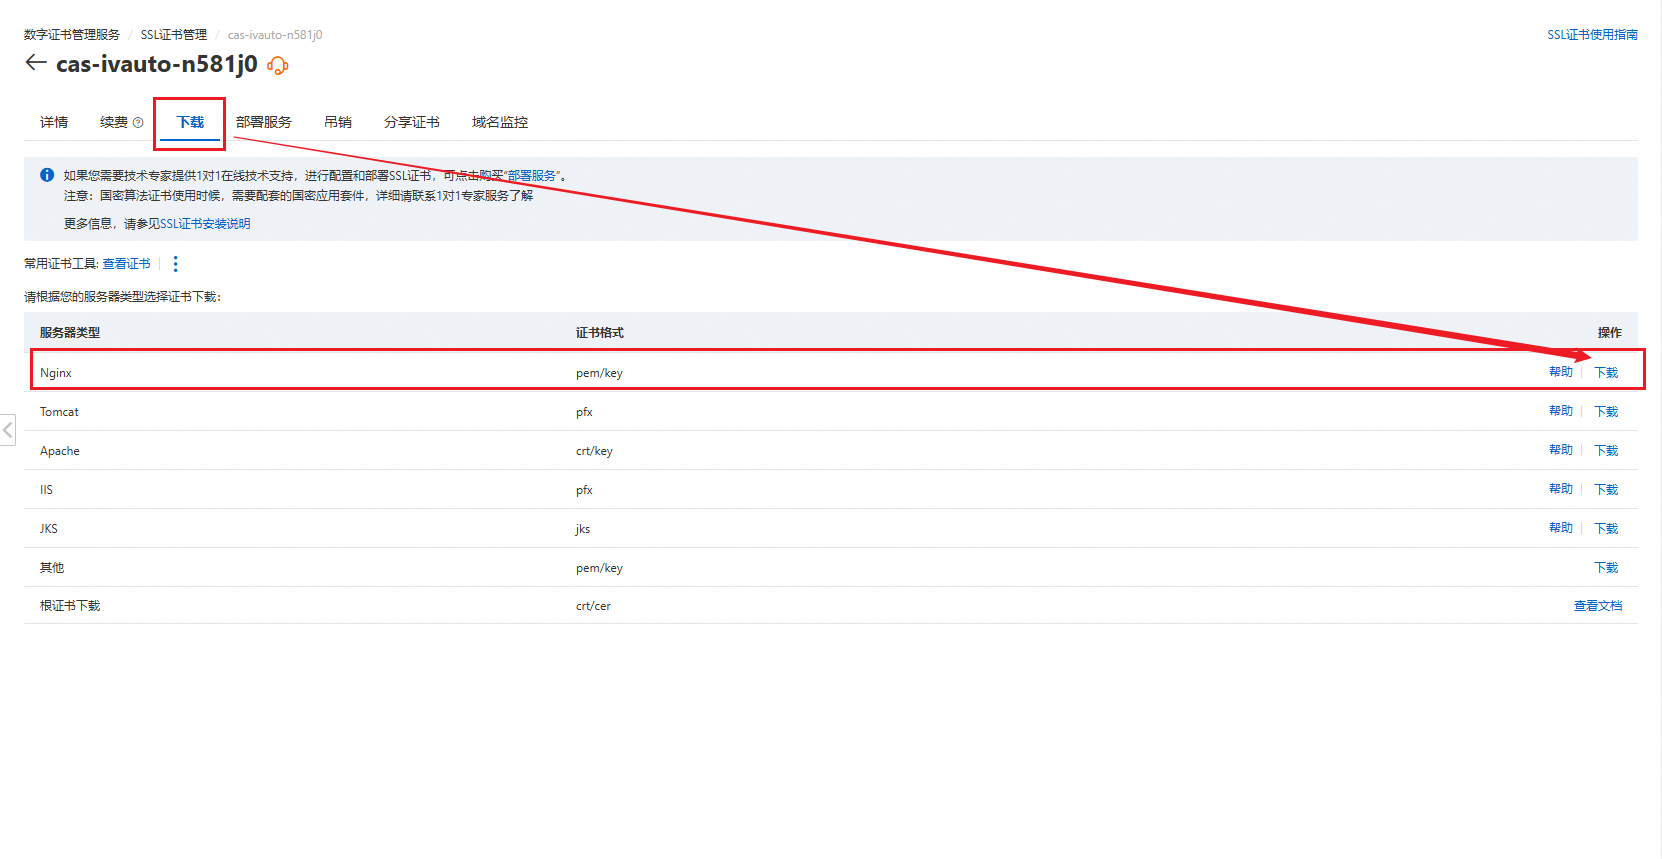 数字证书管理服务 / SSL证书管理 / cas-ivauto-n581j0
SSL证书使用指南
cas-ivauto-n581j0
详情 续费 下载 部署服务 吊销 分享证书 域名监控
如果您需要技术专家提供1对1在线技术支持，进行配置和部署SSL证书，可点击购买“部署服务”。
注意：国密算法证书使用时候，需要配套的国密应用套件，详细请联系1对1专家服务了解
更多信息，请参见SSL证书安装说明
常用证书工具: 查看证书
请根据您的服务器类型选择证书下载：
服务器类型 证书格式 操作
Nginx pem/key 帮助 下载
Tomcat pfx 帮助 下载
Apache crt/key 帮助 下载
IIS pfx 帮助 下载
JKS jks 帮助 下载
其他 pem/key 下载
根证书下载 crt/cer 查看文档